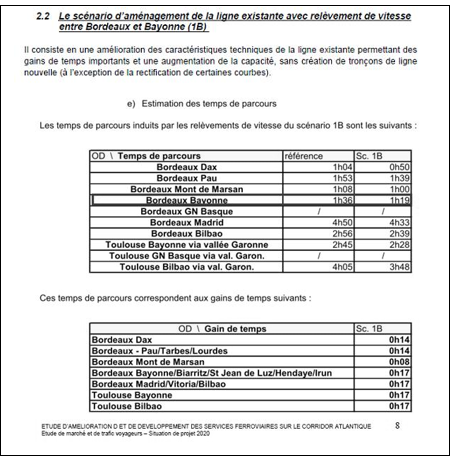 2.2 Le scénario d'aménagement de la ligne existante avec relèvement de vitesse
entre Bordeaux et Bayonne (1B)
Il consiste en une amélioration des caractéristiques techniques de la ligne existante permettant des
gains de temps importants et une augmentation de la capacité, sans création de tronçons de ligne
nouvelle (à l'exception de la rectification de certaines courbes).
e) Estimation des temps de parcours
Les temps de parcours induits par les relèvements de vitesse du scénario 1B sont les suivants :
OD \ Temps de parcours référence Sc. 1B
Bordeaux Dax 1h04 0h50
Bordeaux Pau 1h53 1h39
Bordeaux Mont de Marsan 1h08 1h00
Bordeaux Bayonne 1h36 1h19
Bordeaux GN Basque / /
Bordeaux Madrid 4h50 4h33
Bordeaux Bilbao 2h56 2h39
Toulouse Bayonne via vallée Garonne 2h45 2h28
Toulouse GN Basque via val. Garon. / /
Toulouse Bilbao via val. Garon. 4h05 3h48
Ces temps de parcours correspondent aux gains de temps suivants :
OD \ Gain de temps Sc. 1B
Bordeaux Dax 0h14
Bordeaux - Pau/Tarbes/Lourdes 0h14
Bordeaux Mont de Marsan 0h08
Bordeaux Bayonne/Biarritz/St Jean de Luz/Hendaye/Irun 0h17
Bordeaux Madrid/Vitoria/Bilbao 0h17
Toulouse Bayonne 0h17
Toulouse Bilbao 0h17
ETUDE D'AMELIORATION D ET DE DEVELOPPEMENT DES SERVICES FERROVIAIRES SUR LE CORRIDOR ATLANTIQUE 8
Etude de marché et de trafic voyageurs – Situation de projet 2020